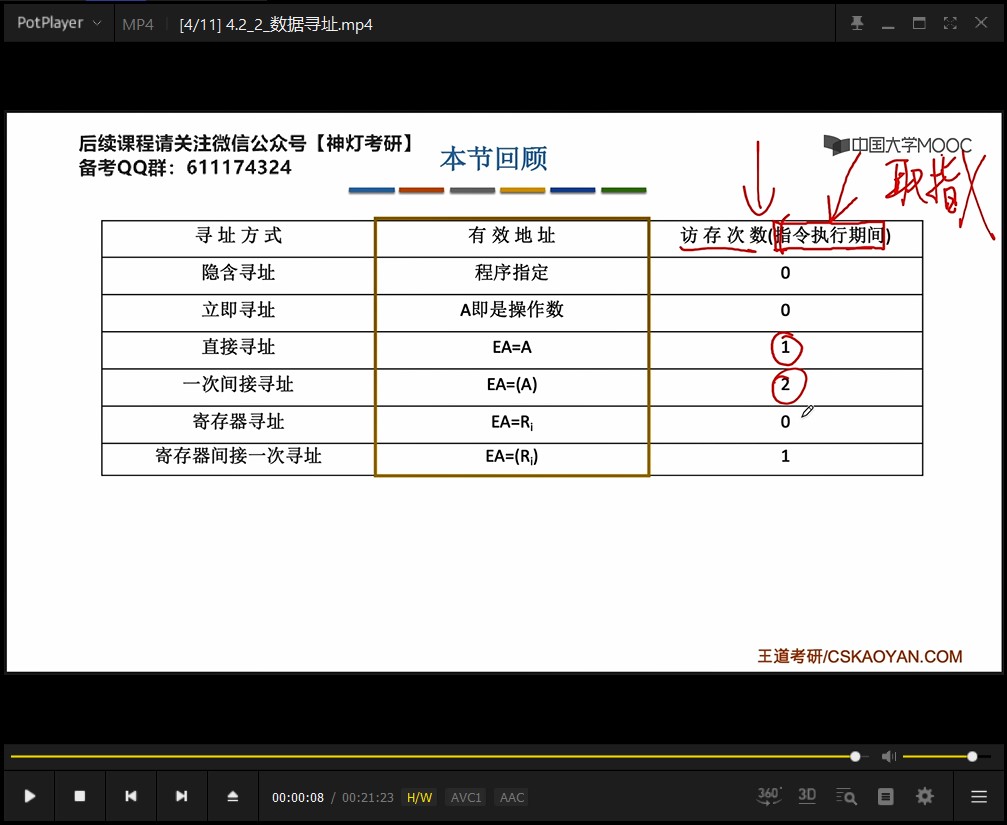 PotPlayer MP4 [4/11] 4.2_2_数据寻址.mp4
后续课程请关注微信公众号【神灯考研】
备考QQ群：611174324
本节回顾
中国大学MOOC
取指
寻址方式 有效地址 访存次数(指令执行期间)
隐含寻址 程序指定 0
立即寻址 A即是操作数 0
直接寻址 EA=A 1
一次间接寻址 EA=(A) 2
寄存器寻址 EA=Ri 0
寄存器间接一次寻址 EA=(Ri) 1
王道考研/CSKAOYAN.COM
00:00:08 / 00:21:23 H/W AVC1 AAC 360° 3D